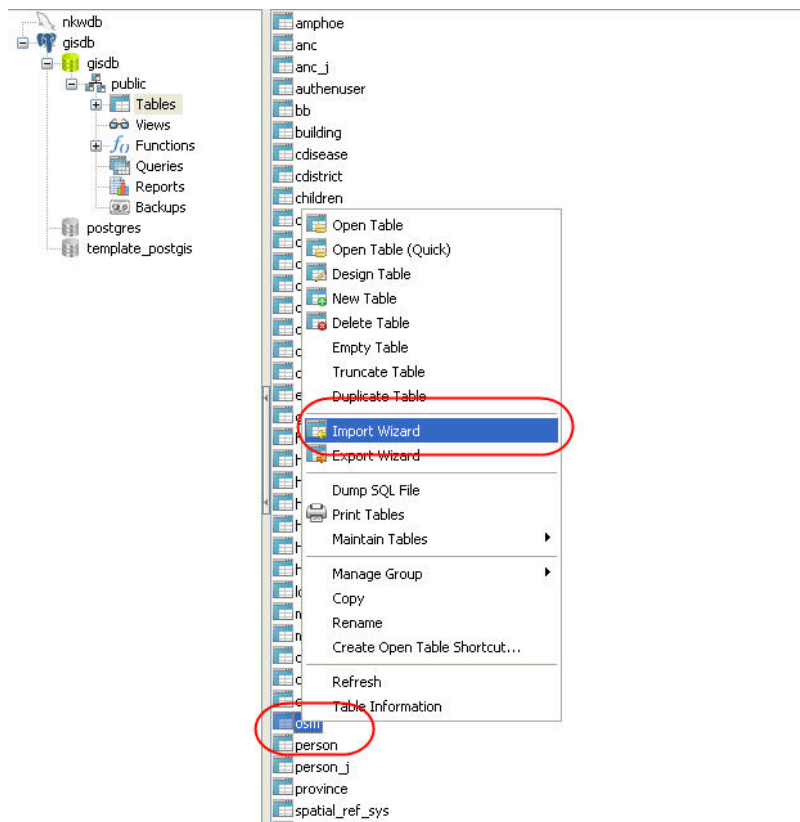 nkwdb
gisdb
gisdb
public
Tables
Views
Functions
Queries
Reports
Backups
postgres
template_postgis
amphoe
anc
anc_j
authenuser
bb
building
cdisease
cdistrict
children
Open Table
Open Table (Quick)
Design Table
New Table
Delete Table
Empty Table
Truncate Table
Duplicate Table
Import Wizard
Export Wizard
Dump SQL File
Print Tables
Maintain Tables
Manage Group
Copy
Rename
Create Open Table Shortcut...
Refresh
Table Information
osm
person
person_j
province
spatial_ref_sys